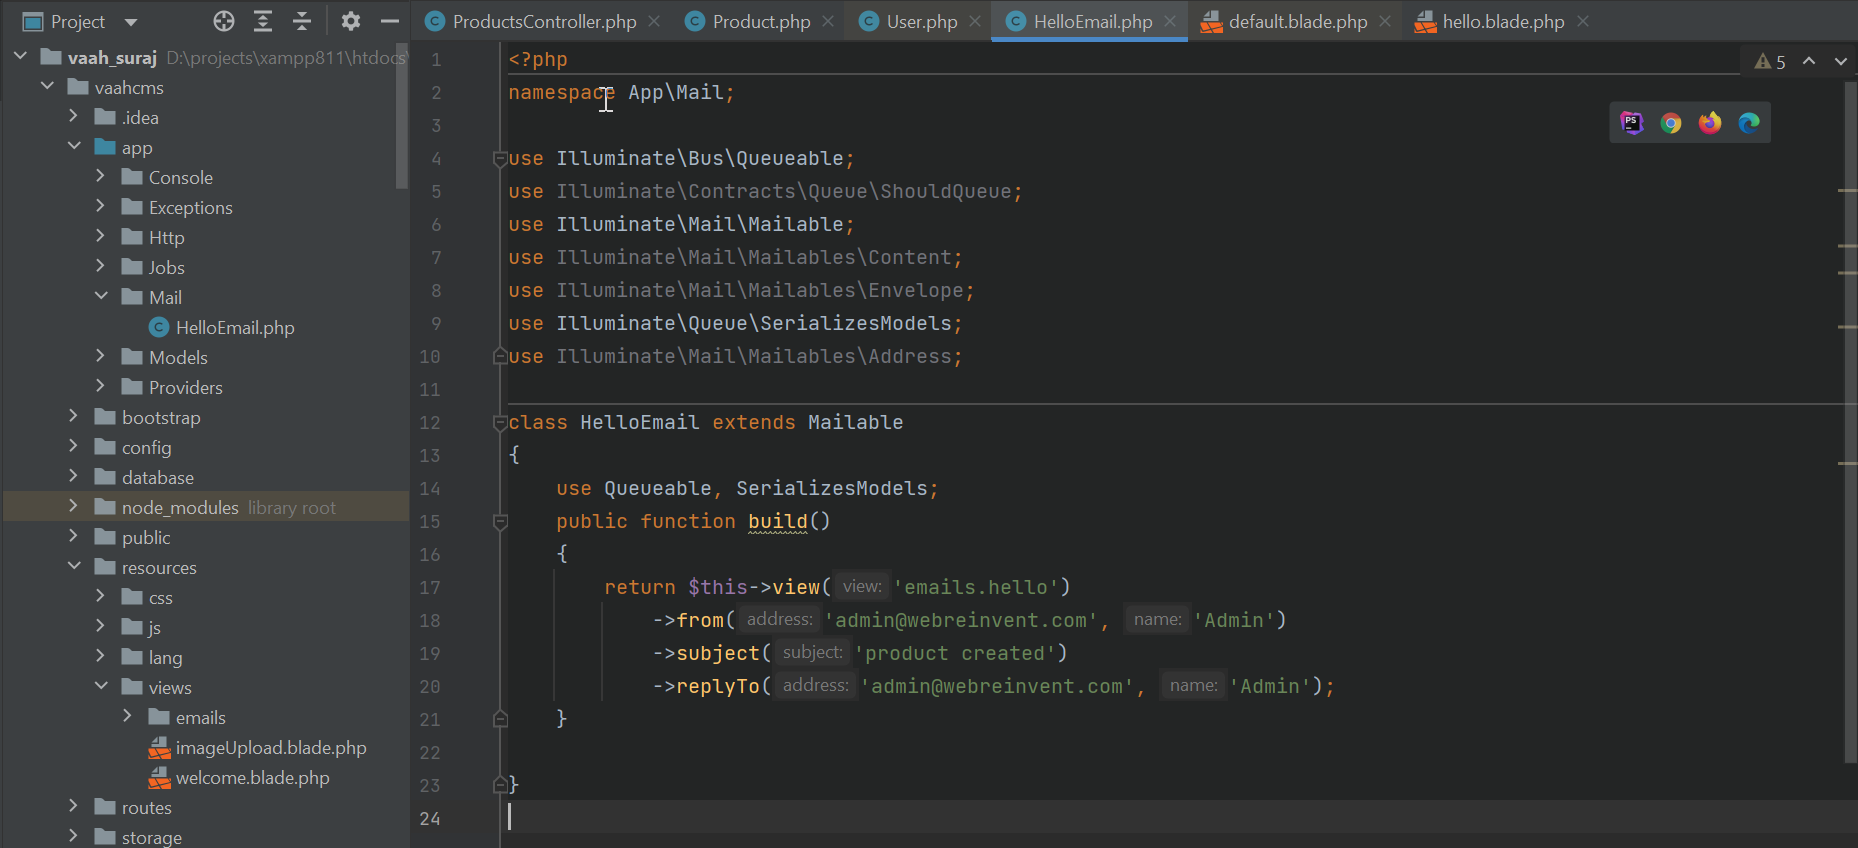 Project
ProductsController.php
Product.php
User.php
HelloEmail.php
default.blade.php
hello.blade.php
vaah_suraj D:\projects\xampp811\htdocs\
vaahcms
.idea
app
Console
Exceptions
Http
Jobs
Mail
HelloEmail.php
Models
Providers
bootstrap
config
database
node_modules library root
public
resources
css
js
lang
views
emails
imageUpload.blade.php
welcome.blade.php
routes
storage
5
PS
1 <?php
2 namespace App\Mail;
3
4 use Illuminate\Bus\Queueable;
5 use Illuminate\Contracts\Queue\ShouldQueue;
6 use Illuminate\Mail\Mailable;
7 use Illuminate\Mail\Mailables\Content;
8 use Illuminate\Mail\Mailables\Envelope;
9 use Illuminate\Queue\SerializesModels;
10 use Illuminate\Mail\Mailables\Address;
11
12 class HelloEmail extends Mailable
13 {
14 use Queueable, SerializesModels;
15 public function build()
16 {
17 return $this->view( view: 'emails.hello')
18 ->from( address: 'admin@webreinvent.com', name: 'Admin')
19 ->subject( subject: 'product created')
20 ->replyTo( address: 'admin@webreinvent.com', name: 'Admin');
21 }
22
23 }
24